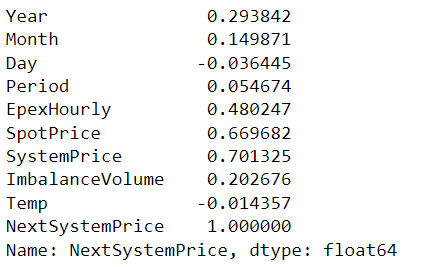 Year 0.293842
Month 0.149871
Day -0.036445
Period 0.054674
EpexHourly 0.480247
SpotPrice 0.669682
SystemPrice 0.701325
ImbalanceVolume 0.202676
Temp -0.014357
NextSystemPrice 1.000000
Name: NextSystemPrice, dtype: float64